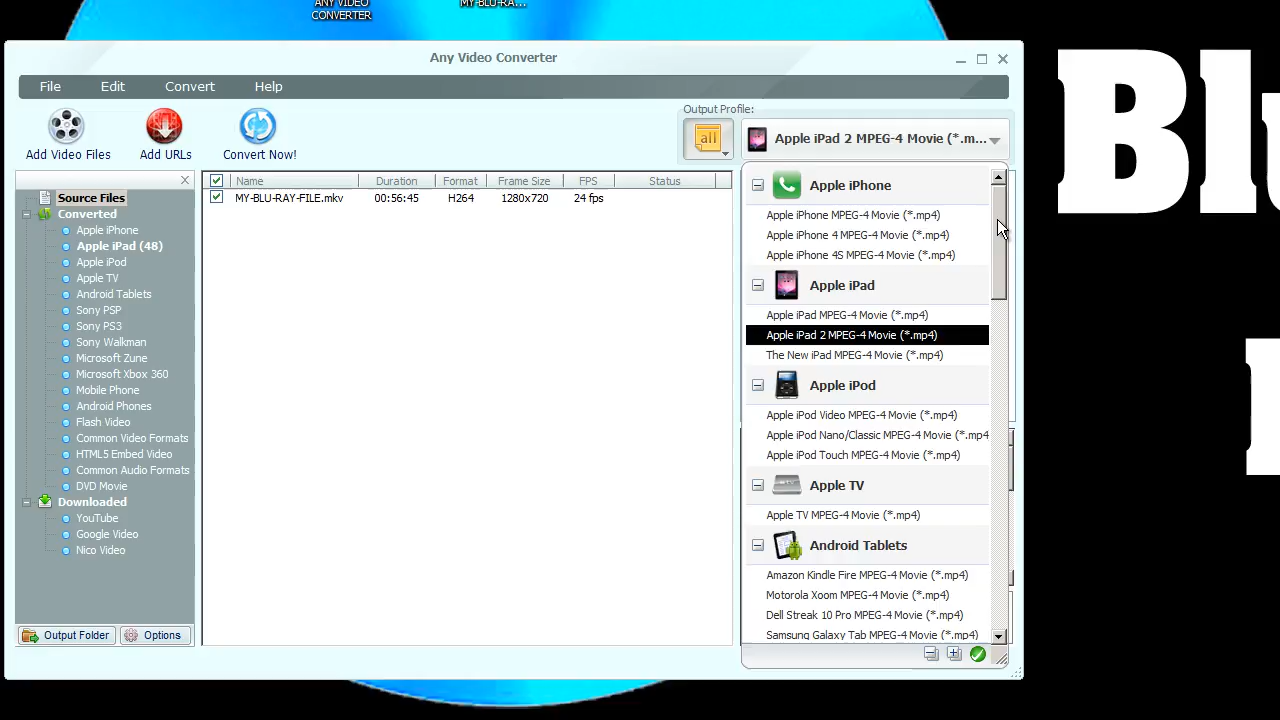 ANY VIDEO
CONVERTER
MY-BLU-RA...
Any Video Converter
File Edit Convert Help
Output Profile:
Add Video Files Add URLs Convert Now!
all
Apple iPad 2 MPEG-4 Movie (*.m...
Source Files
Converted
Apple iPhone
Apple iPad (48)
Apple iPod
Apple TV
Android Tablets
Sony PSP
Sony PS3
Sony Walkman
Microsoft Zune
Microsoft Xbox 360
Mobile Phone
Android Phones
Flash Video
Common Video Formats
HTML5 Embed Video
Common Audio Formats
DVD Movie
Downloaded
YouTube
Google Video
Nico Video
Output Folder Options
Name Duration Format Frame Size FPS Status
MY-BLU-RAY-FILE.mkv 00:56:45 H264 1280x720 24 fps
Apple iPhone
Apple iPhone MPEG-4 Movie (*.mp4)
Apple iPhone 4 MPEG-4 Movie (*.mp4)
Apple iPhone 4S MPEG-4 Movie (*.mp4)
Apple iPad
Apple iPad MPEG-4 Movie (*.mp4)
Apple iPad 2 MPEG-4 Movie (*.mp4)
The New iPad MPEG-4 Movie (*.mp4)
Apple iPod
Apple iPod Video MPEG-4 Movie (*.mp4)
Apple iPod Nano/Classic MPEG-4 Movie (*.mp4
Apple iPod Touch MPEG-4 Movie (*.mp4)
Apple TV
Apple TV MPEG-4 Movie (*.mp4)
Android Tablets
Amazon Kindle Fire MPEG-4 Movie (*.mp4)
Motorola Xoom MPEG-4 Movie (*.mp4)
Dell Streak 10 Pro MPEG-4 Movie (*.mp4)
Samsung Galaxy Tab MPEG-4 Movie (*.mp4)
Blu